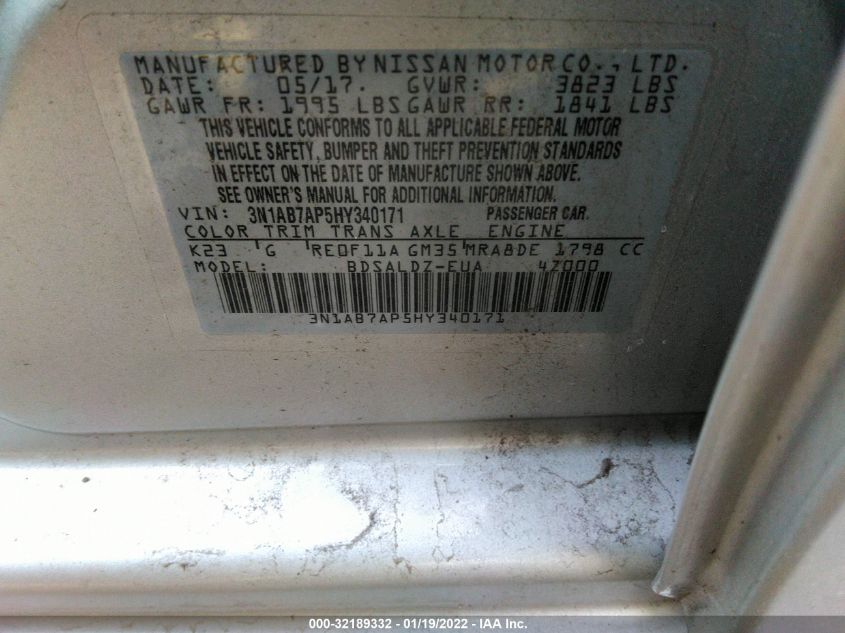 MANUFACTURED BY NISSAN MOTOR CO., LTD.
DATE: 05/17. GVWR: 3823 LBS
GAWR FR: 1995 LBS GAWR RR: 1841 LBS
THIS VEHICLE CONFORMS TO ALL APPLICABLE FEDERAL MOTOR
VEHICLE SAFETY, BUMPER AND THEFT PREVENTION STANDARDS
IN EFFECT ON THE DATE OF MANUFACTURE SHOWN ABOVE.
SEE OWNER'S MANUAL FOR ADDITIONAL INFORMATION.
VIN: 3N1AB7AP5HY340171 PASSENGER CAR.
COLOR TRIM TRANS AXLE ENGINE
K23 G RE0F11A GM35 MRA8DE 1798 CC
MODEL: BDSALDZ-EUA 4Z000
3N1AB7AP5HY340171
000-32189332 - 01/19/2022 - IAA Inc.